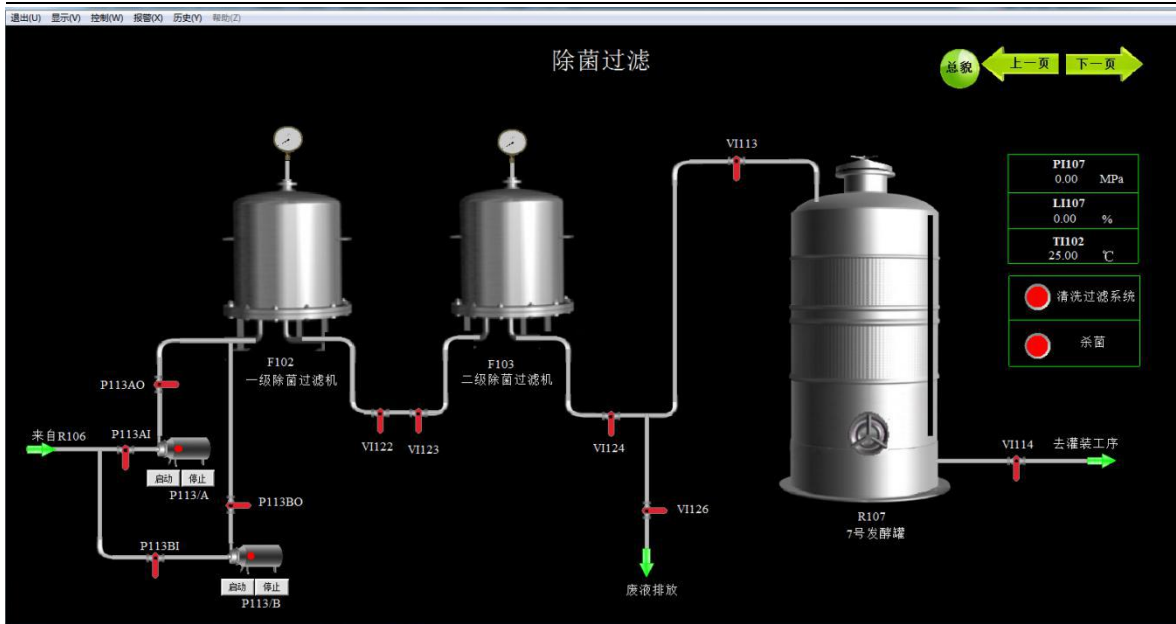 退出(U) 显示(V) 控制(W) 报警(X) 历史(Y) 帮助(Z)
除菌过滤
总貌 上一页 下一页
VI113
PI107
0.00 MPa
LI107
0.00 %
TI102
25.00 ℃
清洗过滤系统
杀菌
F102
一级除菌过滤机
F103
二级除菌过滤机
P113AO
来自R106
P113AI
启动 停止
P113/A
VI122
VI123
VI124
VI114
去灌装工序
P113BO
VI126
R107
7号发酵罐
P113BI
启动 停止
P113/B
废液排放